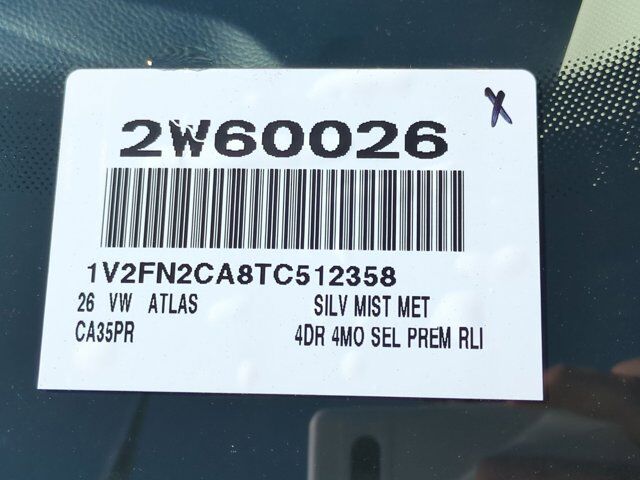 X
2W60026
1V2FN2CA8TC512358
26 VW ATLAS SILV MIST MET
CA35PR 4DR 4MO SEL PREM RLI